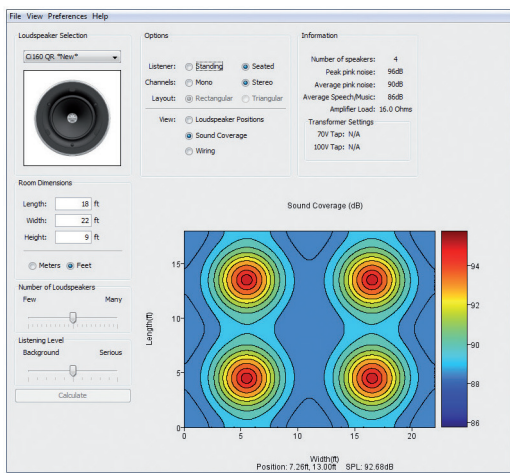 File View Preferences Help
Loudspeaker Selection
Ci160 QR *New*
Options
Listener: Standing Seated
Channels: Mono Stereo
Layout: Rectangular Triangular
View: Loudspeaker Positions
Sound Coverage
Wiring
Information
Number of speakers: 4
Peak pink noise: 96dB
Average pink noise: 90dB
Average Speech/Music: 86dB
Amplifier Load: 16.0 Ohms
Transformer Settings
70V Tap: N/A
100V Tap: N/A
Room Dimensions
Length: 18 ft
Width: 22 ft
Height: 9 ft
Meters Feet
Number of Loudspeakers
Few Many
Listening Level
Background Serious
Calculate
Sound Coverage (dB)
15
10
5
0
Length(ft)
0 5 10 15 20
Width(ft)
94
92
90
88
86
Position: 7.26ft, 13.00ft SPL: 92.68dB